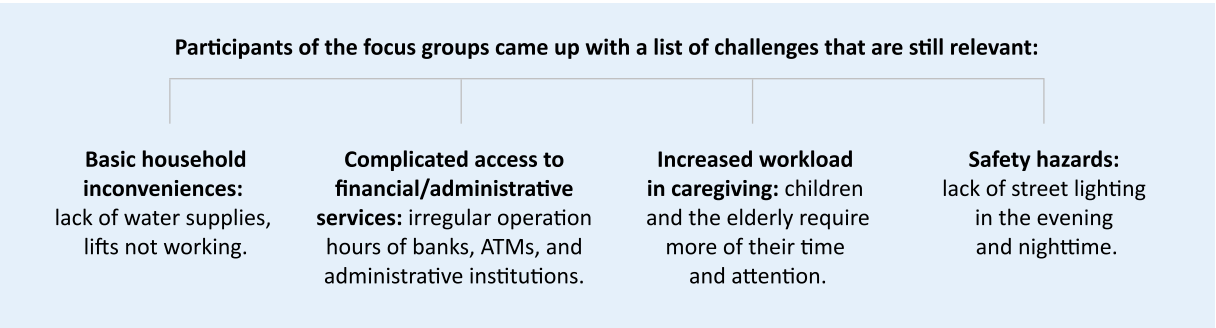 Participants of the focus groups came up with a list of challenges that are still relevant:
Basic household
inconveniences:
lack of water supplies,
lifts not working.
Complicated access to
financial/administrative
services: irregular operation
hours of banks, ATMs, and
administrative institutions.
Increased workload
in caregiving: children
and the elderly require
more of their time
and attention.
Safety hazards:
lack of street lighting
in the evening
and nighttime.